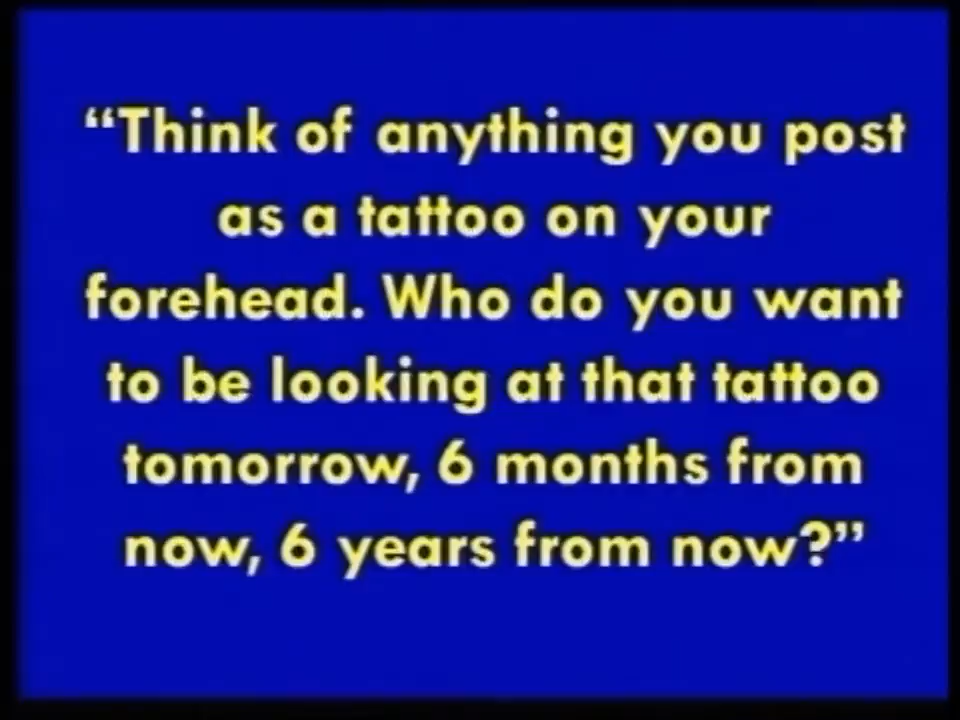 “Think of anything you post
as a tattoo on your
forehead. Who do you want
to be looking at that tattoo
tomorrow, 6 months from
now, 6 years from now?”